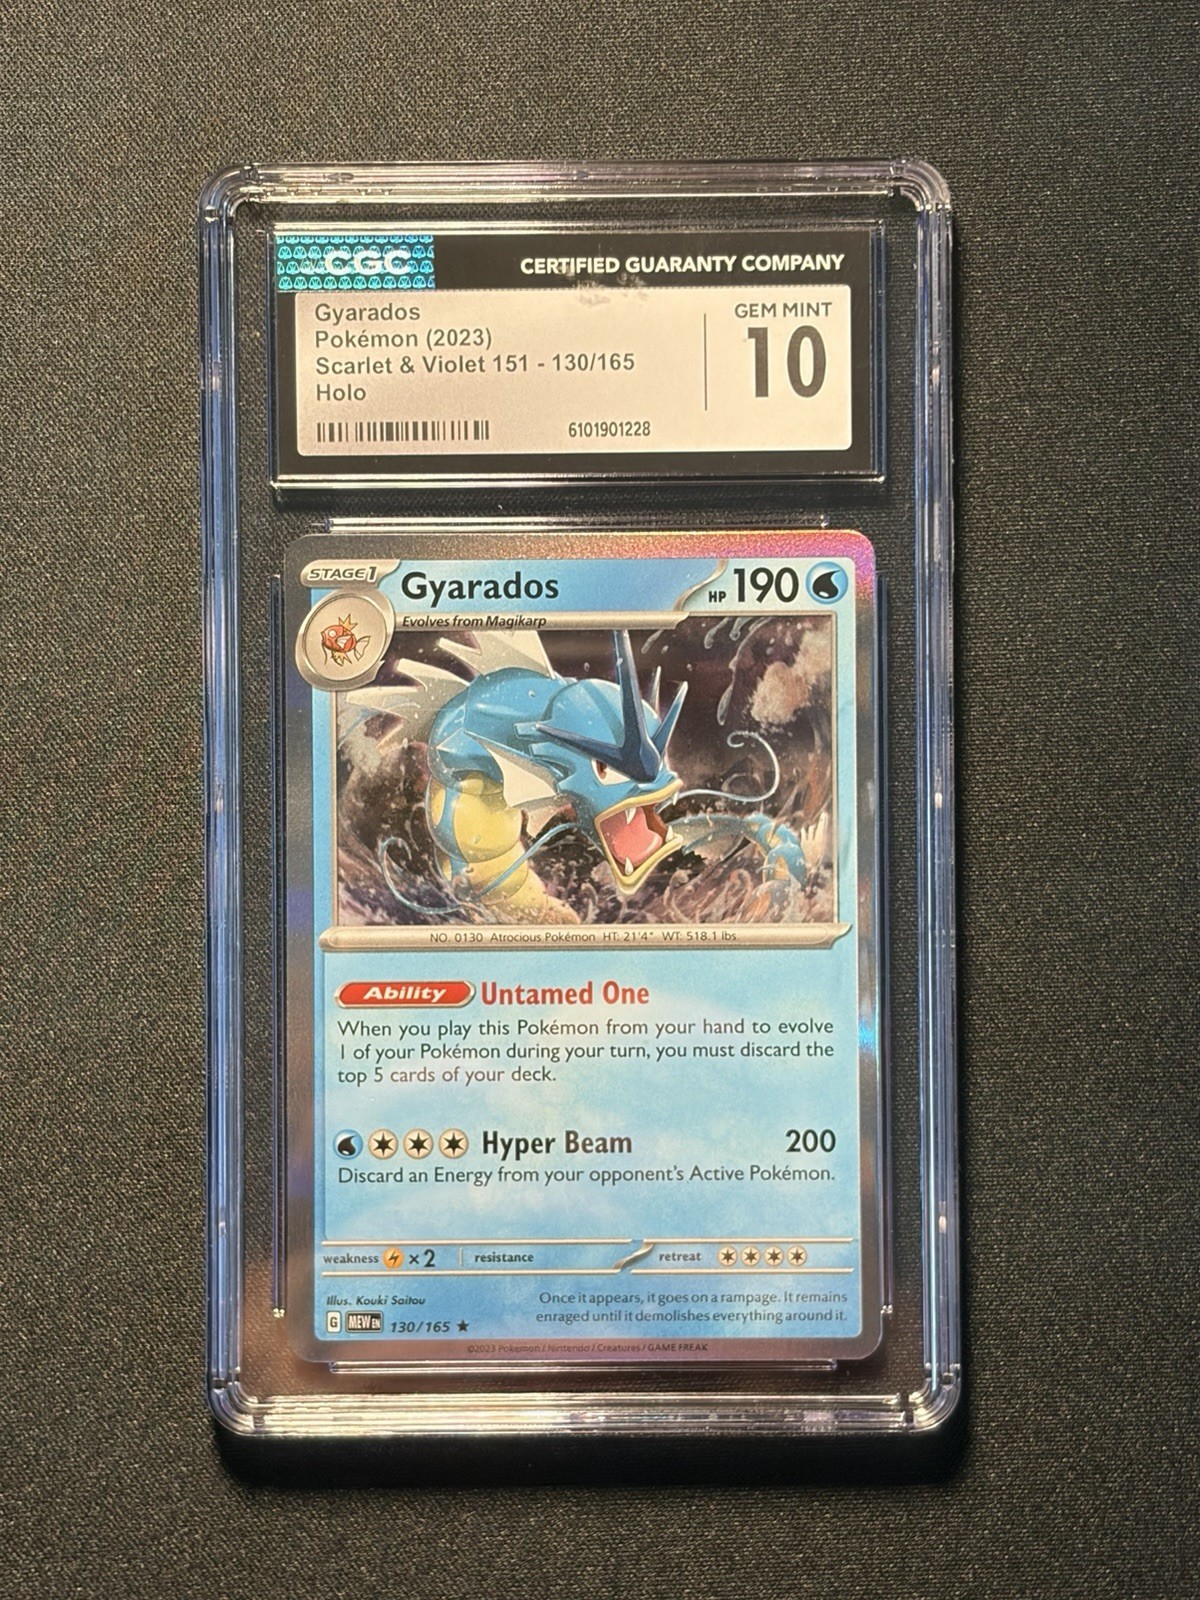 CGC
CERTIFIED GUARANTY COMPANY
Gyarados
Pokémon (2023)
Scarlet & Violet 151 - 130/165
Holo
GEM MINT
10
6101901228
STAGE 1
Gyarados
HP 190
Evolves from Magikarp
NO. 0130 Atrocious Pokémon HT: 21'4" WT: 518.1 lbs.
Ability Untamed One
When you play this Pokémon from your hand to evolve
1 of your Pokémon during your turn, you must discard the
top 5 cards of your deck.
Hyper Beam 200
Discard an Energy from your opponent's Active Pokémon.
weakness ×2 resistance retreat
Illus. Kouki Saitou
Once it appears, it goes on a rampage. It remains
enraged until it demolishes everything around it.
G MEW EN 130/165 ★
©2023 Pokémon / Nintendo / Creatures / GAME FREAK